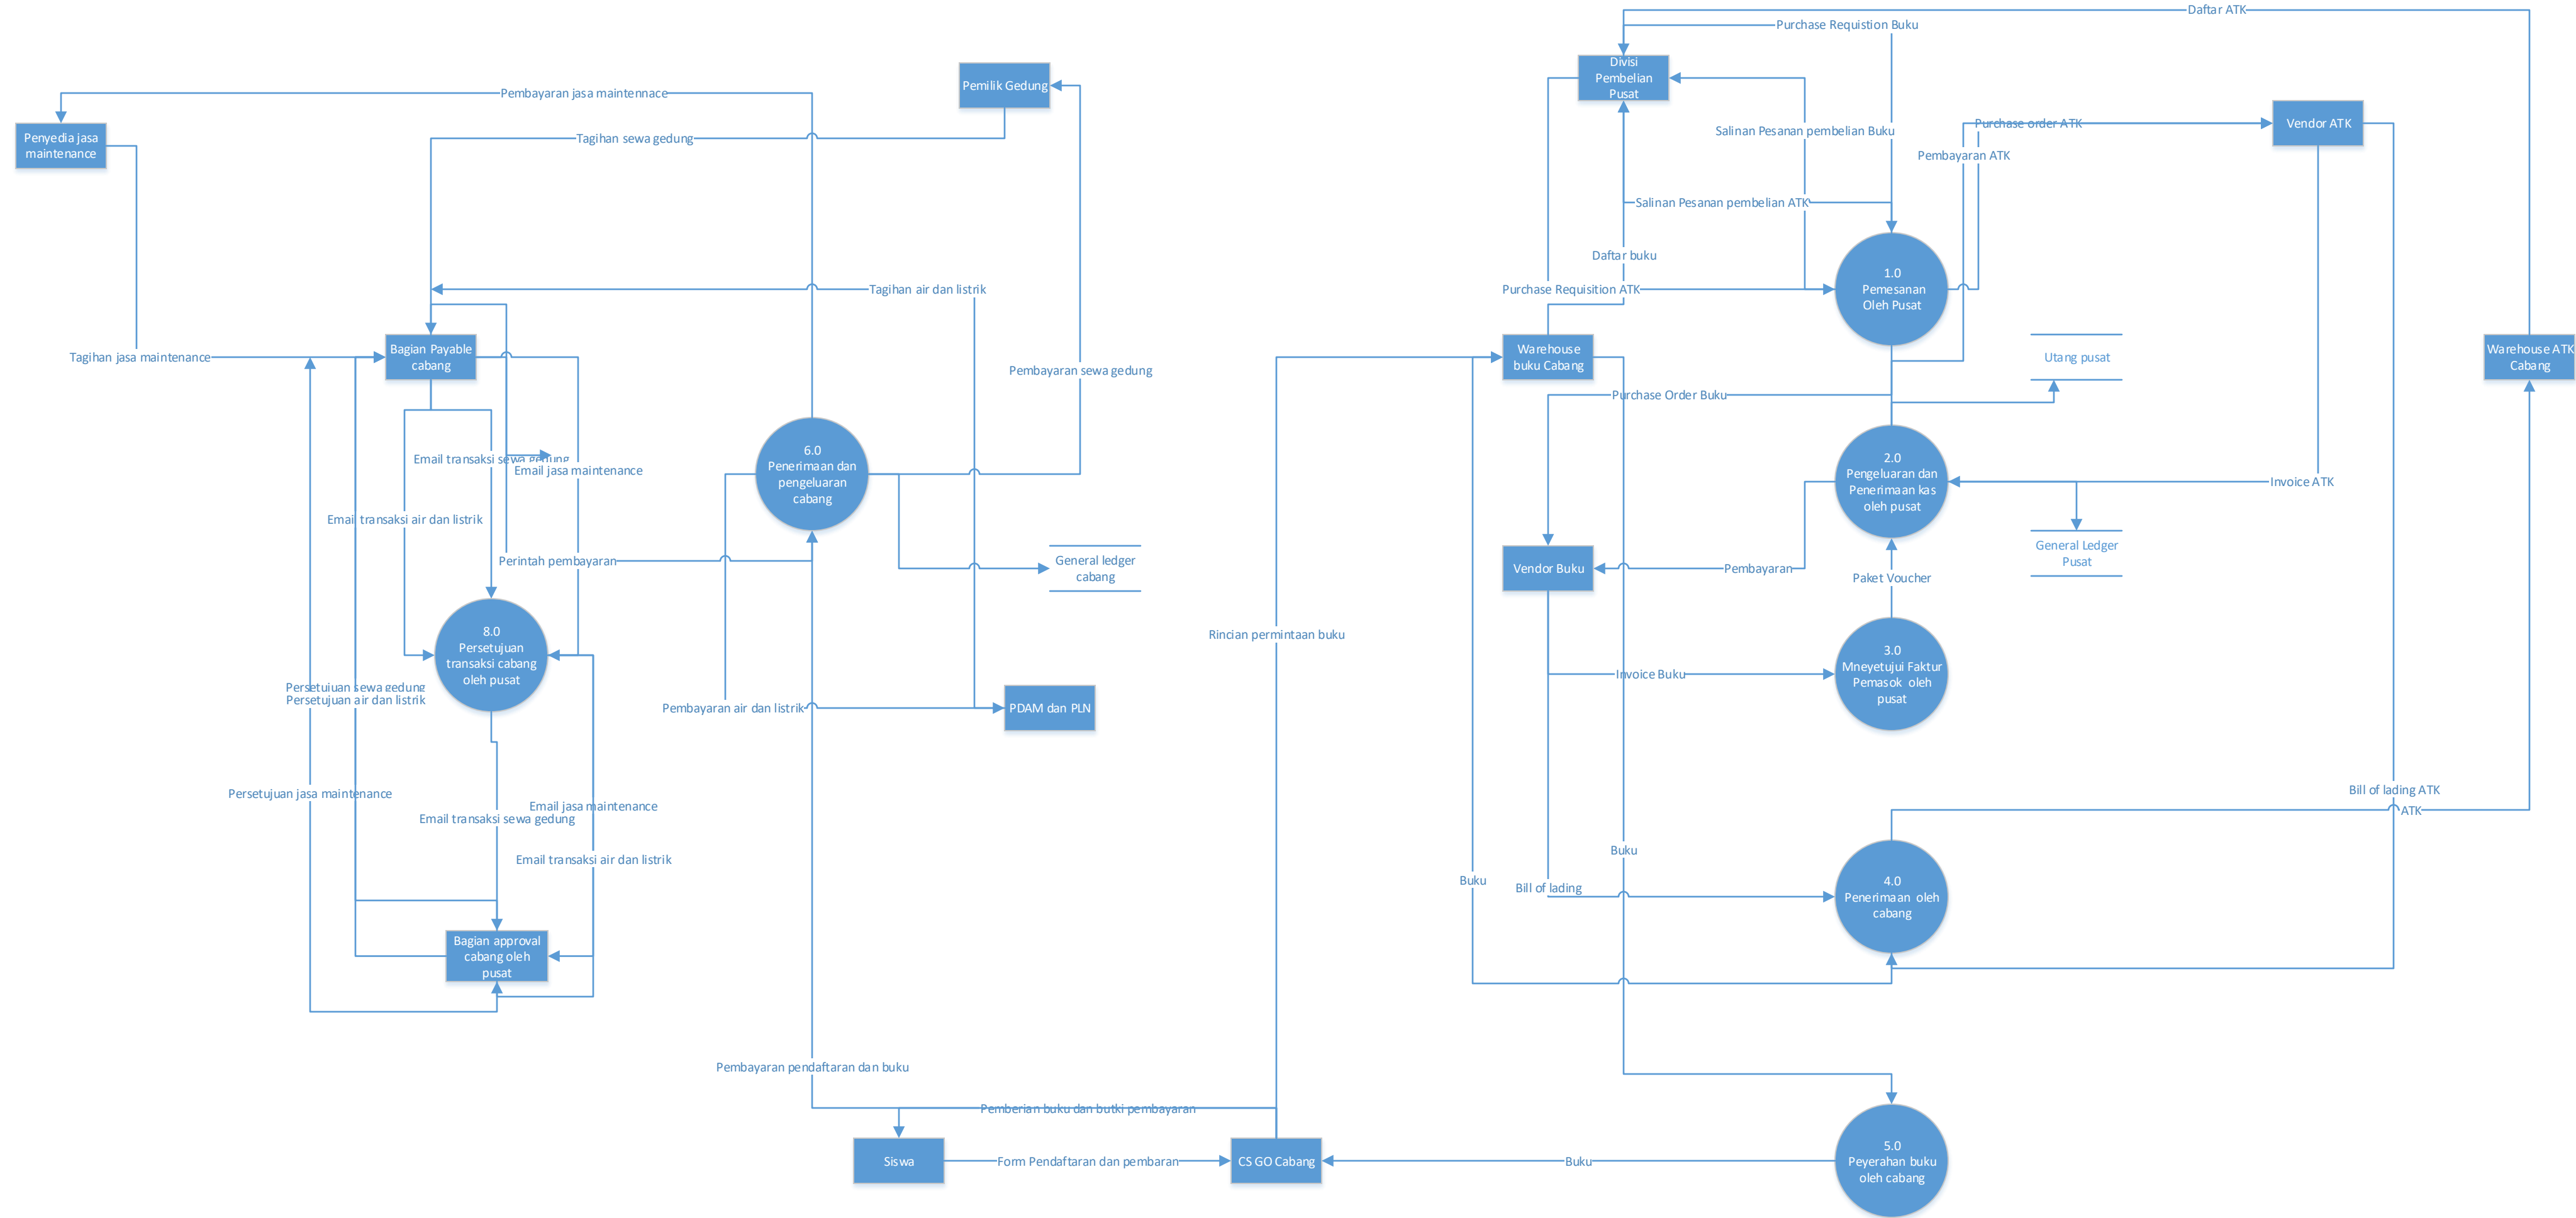 Daftar ATK
Purchase Requistion Buku
Divisi
Pembelian
Pusat
Pemilik Gedung
Pembayaran jasa maintennace
Penyedia jasa
maintenance
Tagihan sewa gedung
Salinan Pesanan pembelian Buku
Purchase order ATK
Vendor ATK
Pembayaran ATK
Salinan Pesanan pembelian ATK
Daftar buku
1.0
Pemesanan
Oleh Pusat
Tagihan air dan listrik
Purchase Requisition ATK
Tagihan jasa maintenance
Bagian Payable
cabang
Pembayaran sewa gedung
Warehouse
buku Cabang
Utang pusat
Warehouse ATK
Cabang
Purchase Order Buku
Email transaksi sewa gedung
Email jasa maintenance
6.0
Penerimaan dan
pengeluaran
cabang
2.0
Pengeluaran dan
Penerimaan kas
oleh pusat
Invoice ATK
Email transaksi air dan listrik
Perintah pembayaran
General ledger
cabang
Vendor Buku
Pembayaran
Paket Voucher
General Ledger
Pusat
8.0
Persetujuan
transaksi cabang
oleh pusat
Rincian permintaan buku
3.0
Mneyetujui Faktur
Pemasok oleh
pusat
Invoice Buku
Persetujuan sewa gedung
Persetujuan air dan listrik
Pembayaran air dan listrik
PDAM dan PLN
Persetujuan jasa maintenance
Email jasa maintenance
Email transaksi sewa gedung
Email transaksi air dan listrik
Bill of lading ATK
ATK
Buku
Buku
Bill of lading
4.0
Penerimaan oleh
cabang
Bagian approval
cabang oleh
pusat
Pembayaran pendaftaran dan buku
Pemberian buku dan butki pembayaran
Siswa
Form Pendaftaran dan pembaran
CS GO Cabang
Buku
5.0
Peyerahan buku
oleh cabang